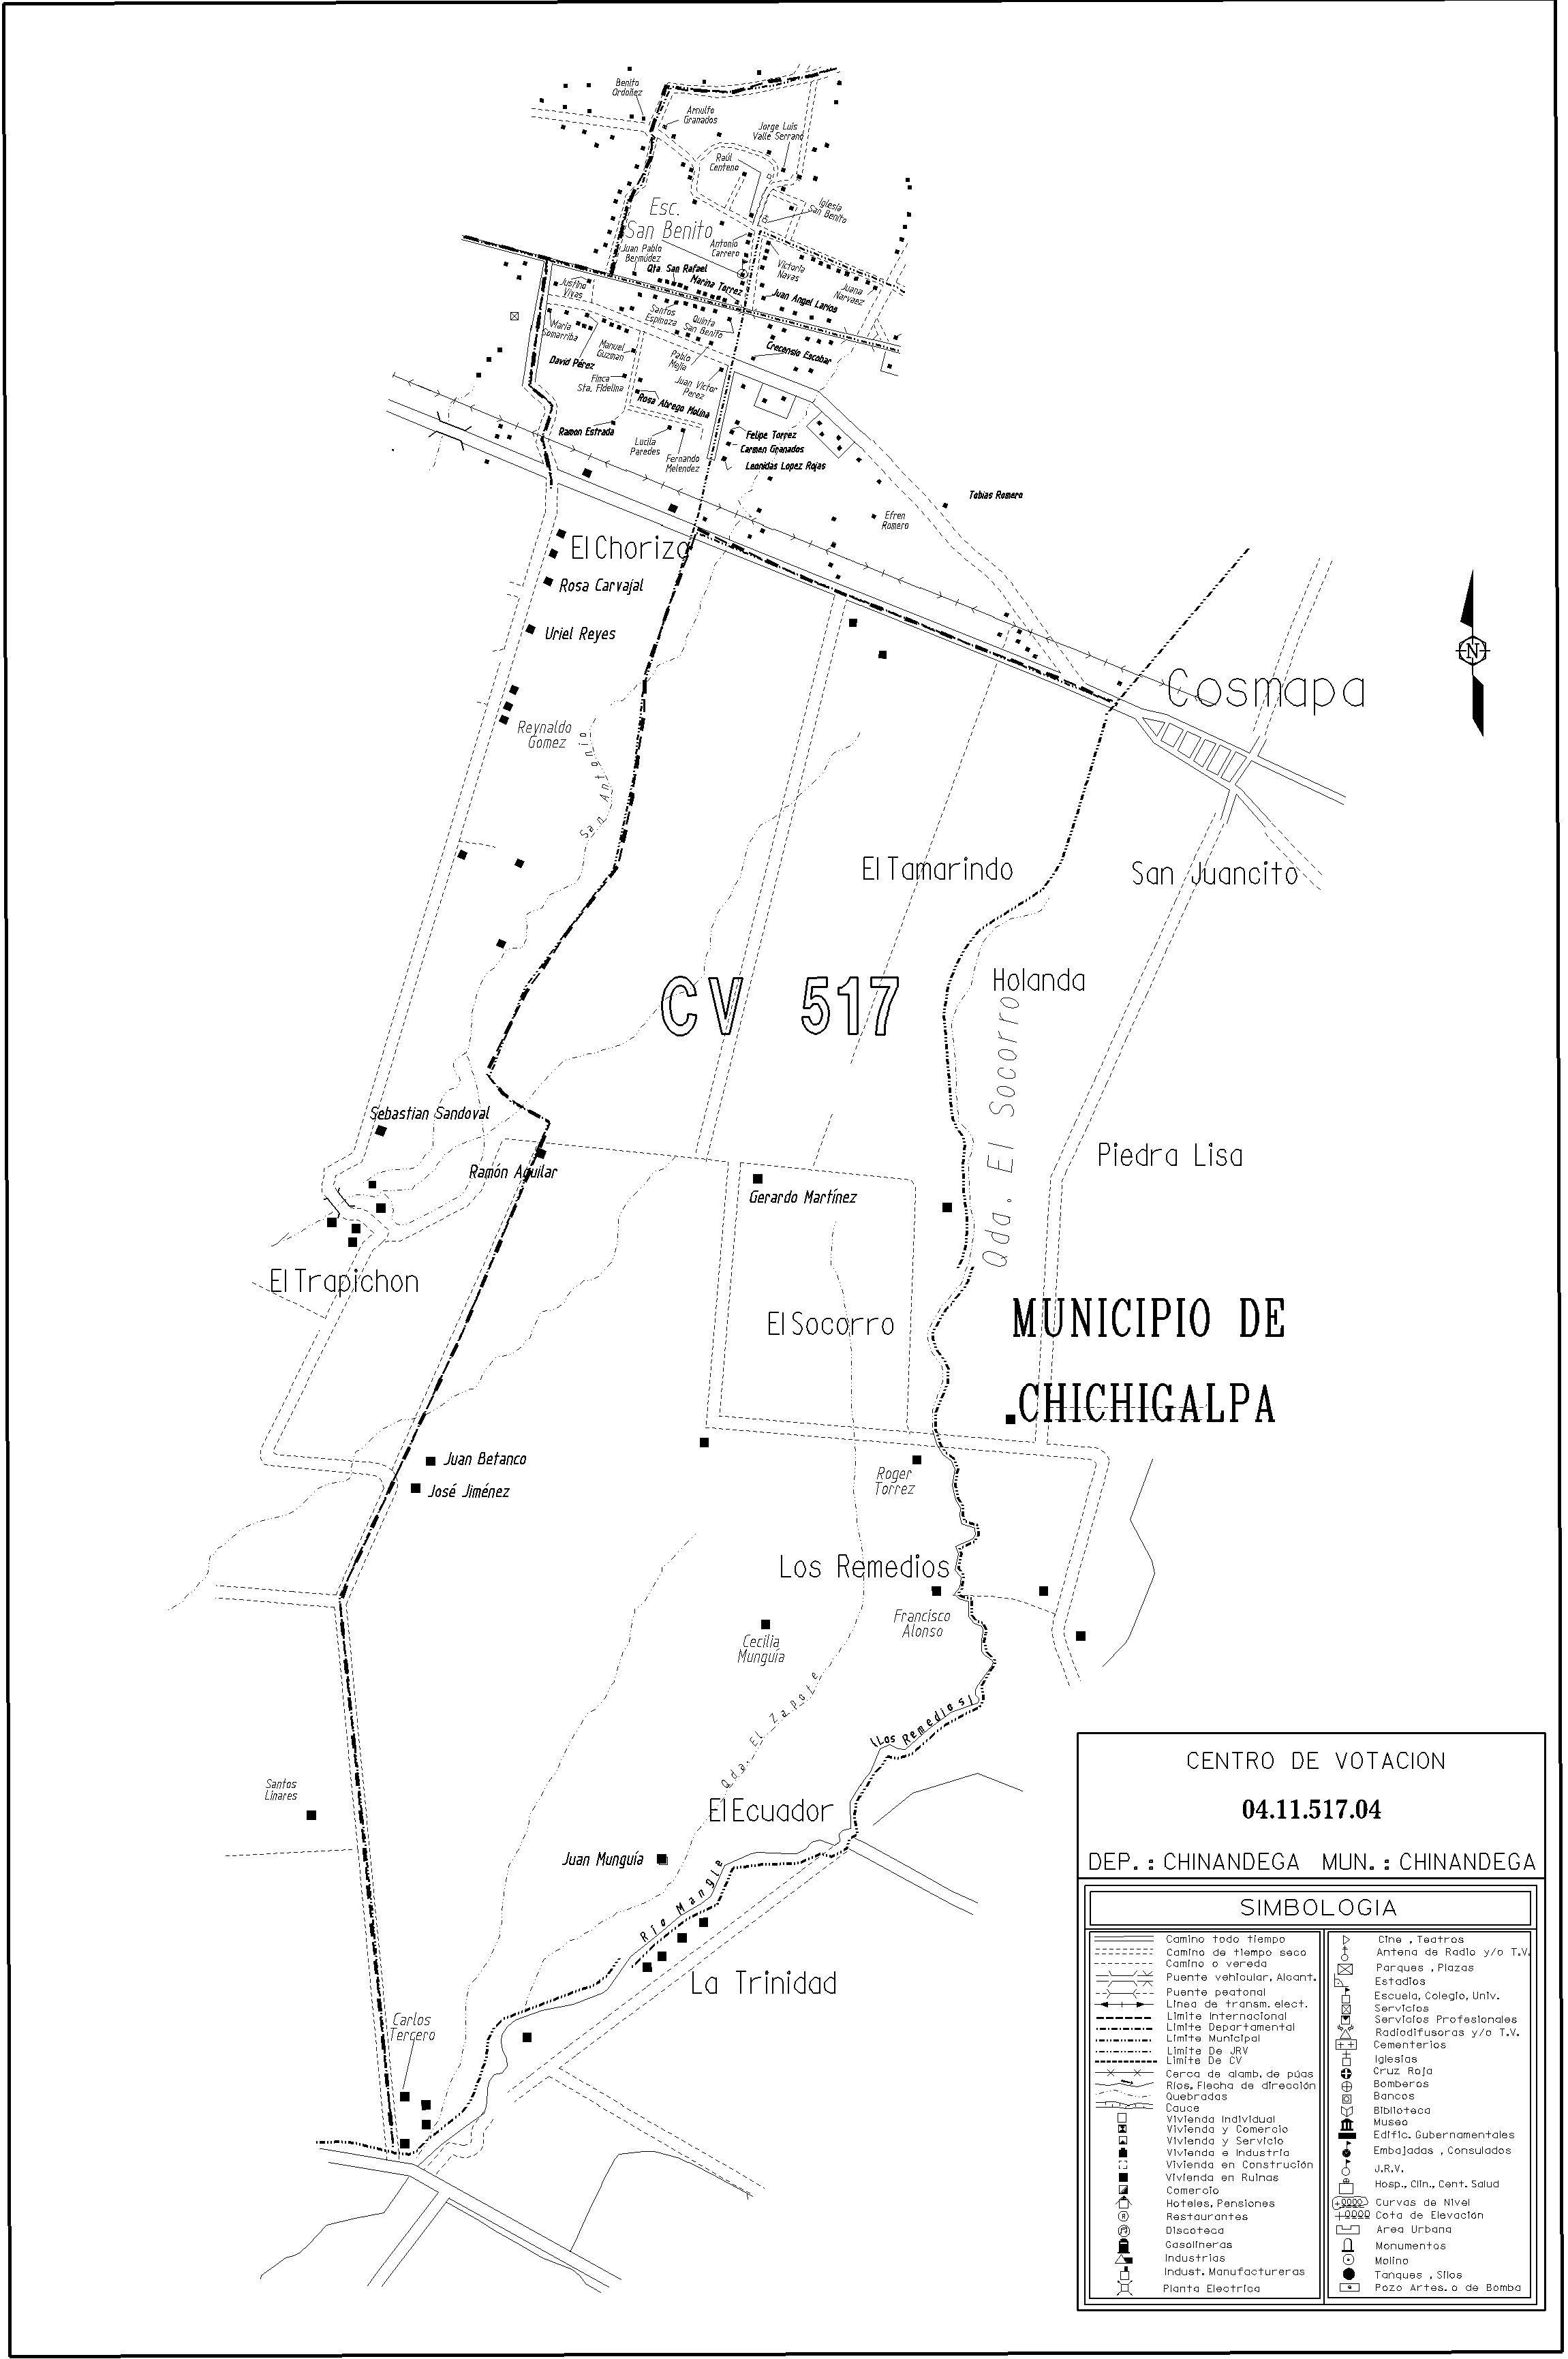 Benito
Ordoñez
Arnulfo
Granados
Jorge Luis
Valle Serrano
Raúl
Centeno
Iglesia
San Benito
Esc.
San Benito
Juan Pablo
Bermúdez
Antonio
Carrero
Victoria
Navas
Qta. San Rafael
Marina Torrez
Juana
Narvaez
Juan Angel Larios
Justino
Vivas
Santos
Espinoza
Quinta
San Benito
María
Somarriba
Manuel
Guzman
David Pérez
Pablo
Mejia
Crecensio Escobar
Finca
Sta. Fidelina
Juan Victor
Perez
Rosa Abrego Molina
Ramon Estrada
Lucila
Paredes
Fernando
Melendez
Felipe Torrez
Carmen Granados
Leonidas Lopez Rojas
Tobias Romero
Efren
Romero
El Chorizo
Rosa Carvajal
Uriel Reyes
N
Cosmapa
Reynaldo
Gomez
San Antonio
El Tamarindo
San Juancito
CV 517
Holanda
Qda. El Socorro
Sebastian Sandoval
Ramón Aguilar
Gerardo Martínez
Piedra Lisa
El Trapichon
El Socorro
MUNICIPIO DE
CHICHIGALPA
Juan Betanco
José Jiménez
Roger
Torrez
Los Remedios
Francisco
Alonso
Cecilia
Munguía
Qda. EL Zapote
(Los Remedios)
Santos
Linares
El Ecuador
Juan Munguía
Río Mangle
La Trinidad
Carlos
Tercero
CENTRO DE VOTACION
04.11.517.04
DEP.: CHINANDEGA MUN.: CHINANDEGA
SIMBOLOGIA
Camino todo tiempo
Camino de tiempo seco
Camino o vereda
Puente vehicular, Alcant.
Puente peatonal
Linea de transm. elect.
Limite Internacional
Limite Departamental
Limite Municipal
Limite De JRV
Limite De CV
Cerca de alamb. de púas
Rios, Flecha de dirección
Quebradas
Cauce
Vivienda Individual
Vivienda y Comercio
Vivienda y Servicio
Vivienda e Industria
Vivienda en Construción
Vivienda en Ruinas
Comercio
Hoteles, Pensiones
Restaurantes
Discoteca
Gasolineras
Industrias
Indust. Manufactureras
Planta Electrica
Cine , Teatros
Antena de Radio y/o T.V.
Parques , Plazas
Estadios
Escuela, Colegio, Univ.
Servicios
Servicios Profesionales
Radiodifusoras y/o T.V.
Cementerios
Iglesias
Cruz Roja
Bomberos
Bancos
Biblioteca
Museo
Edific. Gubernamentales
Embajadas , Consulados
J.R.V.
Hosp., Clin., Cent. Salud
Curvas de Nivel
Cota de Elevación
Area Urbana
Monumentos
Molino
Tanques , Silos
Pozo Artes. o de Bomba